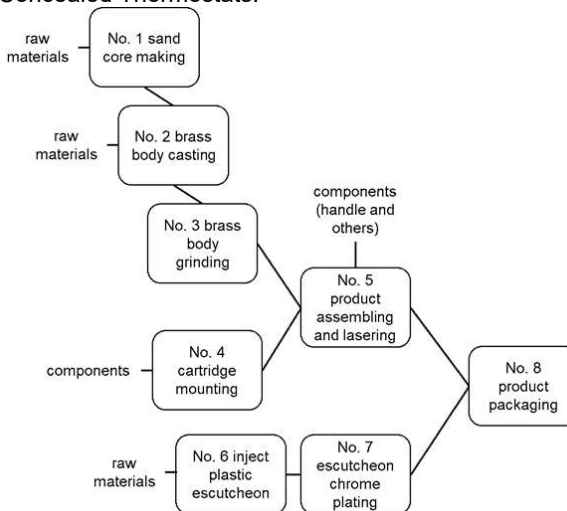 Concealed Thermostats.
raw
materials
No. 1 sand
core making
raw
materials
No. 2 brass
body casting
No. 3 brass
body
grinding
components
(handle and
others)
No. 5
product
assembling
and lasering
components
No. 4
cartridge
mounting
No. 8
product
packaging
raw
materials
No. 6 inject
plastic
escutcheon
No. 7
escutcheon
chrome
plating